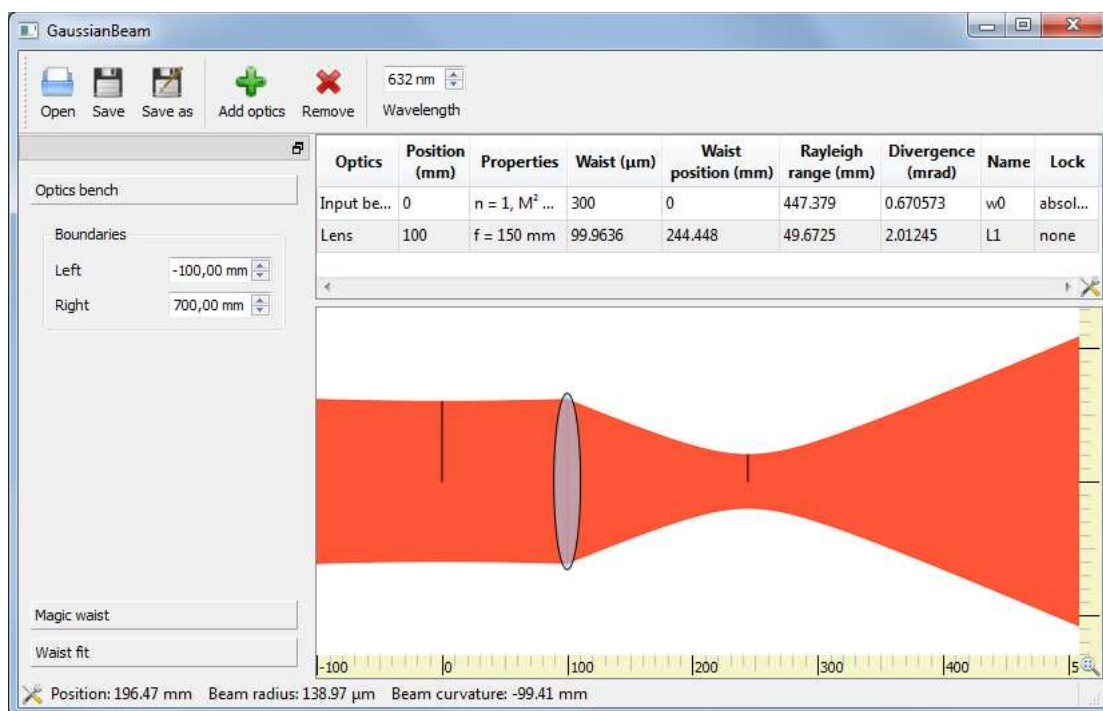 GaussianBeam
632 nm
Open Save Save as Add optics Remove Wavelength
Optics bench
Boundaries
Left -100,00 mm
Right 700,00 mm
Magic waist
Waist fit
Optics Position (mm) Properties Waist (μm) Waist position (mm) Rayleigh range (mm) Divergence (mrad) Name Lock
Input be... 0 n = 1, M² ... 300 0 447.379 0.670573 w0 absol...
Lens 100 f = 150 mm 99.9636 244.448 49.6725 2.01245 L1 none
-100 0 100 200 300 400 5
Position: 196.47 mm Beam radius: 138.97 μm Beam curvature: -99.41 mm